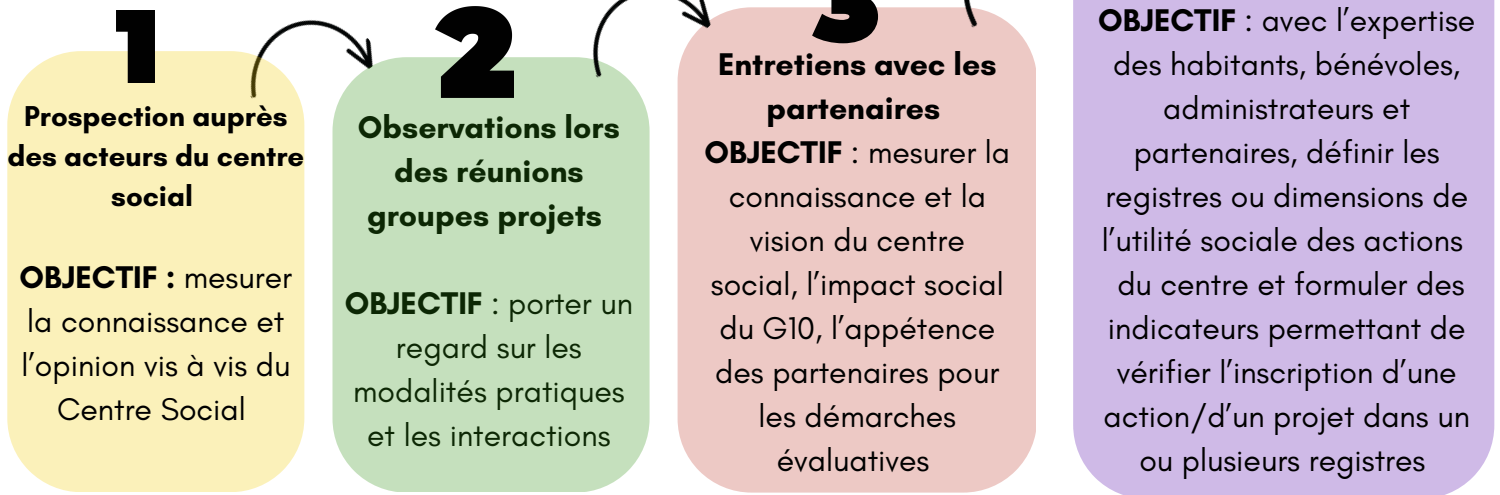 1
Prospection auprès
des acteurs du centre
social
OBJECTIF : mesurer
la connaissance et
l'opinion vis à vis du
Centre Social
2
Observations lors
des réunions
groupes projets
OBJECTIF : porter un
regard sur les
modalités pratiques
et les interactions
3
Entretiens avec les
partenaires
OBJECTIF : mesurer la
connaissance et la
vision du centre
social, l'impact social
du G10, l'appétence
des partenaires pour
les démarches
évaluatives
OBJECTIF : avec l'expertise
des habitants, bénévoles,
administrateurs et
partenaires, définir les
registres ou dimensions de
l'utilité sociale des actions
du centre et formuler des
indicateurs permettant de
vérifier l'inscription d'une
action/d'un projet dans un
ou plusieurs registres